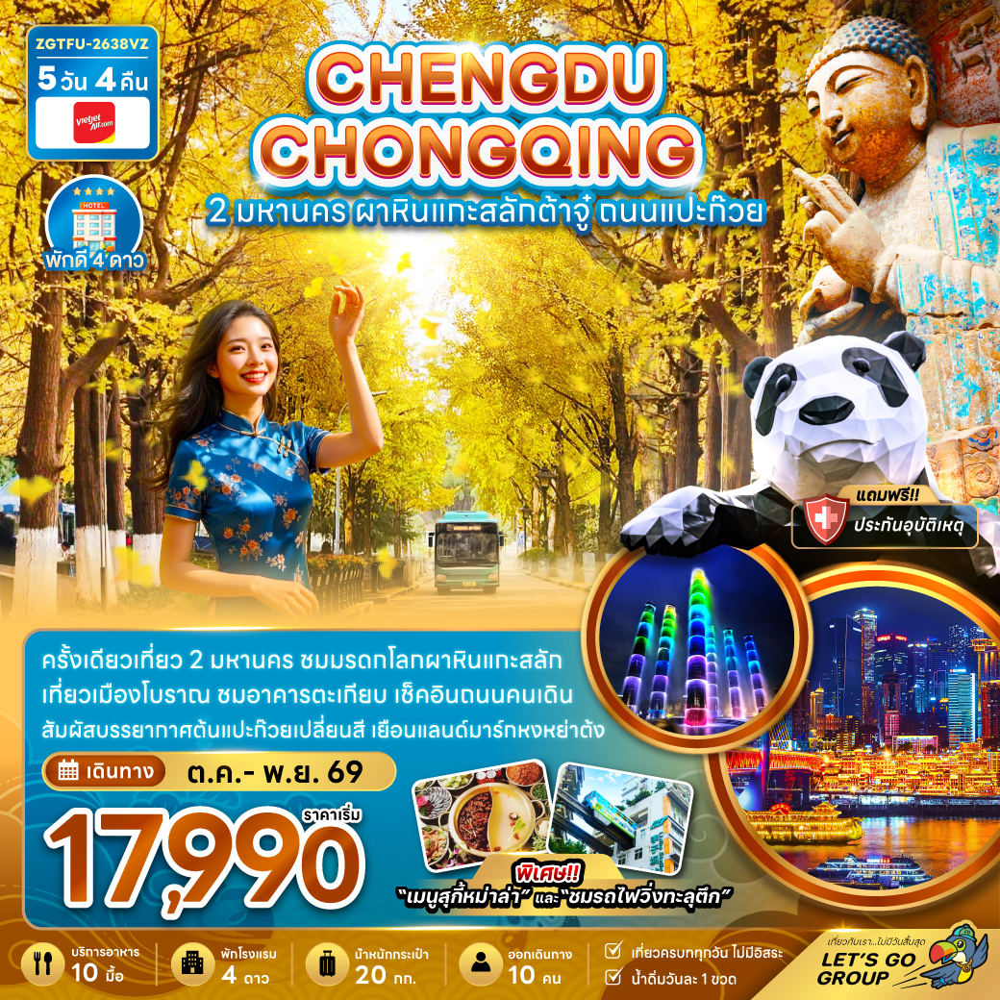 ZGTFU-2638VZ
5 วัน 4 คืน
Vietjet Air.com
HOTEL
พักดี 4 ดาว
CHENGDU
CHONGQING
2 มหานคร ผาหินแกะสลักต้าจู๋ ถนนแปะก๊วย
แถมฟรี!!
ประกันอุบัติเหตุ
ครั้งเดียวเที่ยว 2 มหานคร ชมมรดกโลกผาหินแกะสลัก
เที่ยวเมืองโบราณ ชมอาคารตะเกียบ เช็คอินถนนคนเดิน
สัมผัสบรรยากาศต้นแปะก๊วยเปลี่ยนสี เยือนแลนด์มาร์กหงหย่าต้ง
เดินทาง ต.ค.- พ.ย. 69
ราคาเริ่ม
17,990
พิเศษ!!
"เมนูสุกี้หม่าล่า" และ "ชมรถไฟวิ่งทะลุตึก"
บริการอาหาร
10 มื้อ
พักโรงแรม
4 ดาว
น้ำหนักกระเป๋า
20 กก.
ออกเดินทาง
10 คน
เที่ยวครบทุกวัน ไม่มีอิสระ
น้ำดื่มวันละ 1 ขวด
เที่ยวกับเรา...ไม่มีวันสิ้นสุด
LET'S GO
GROUP